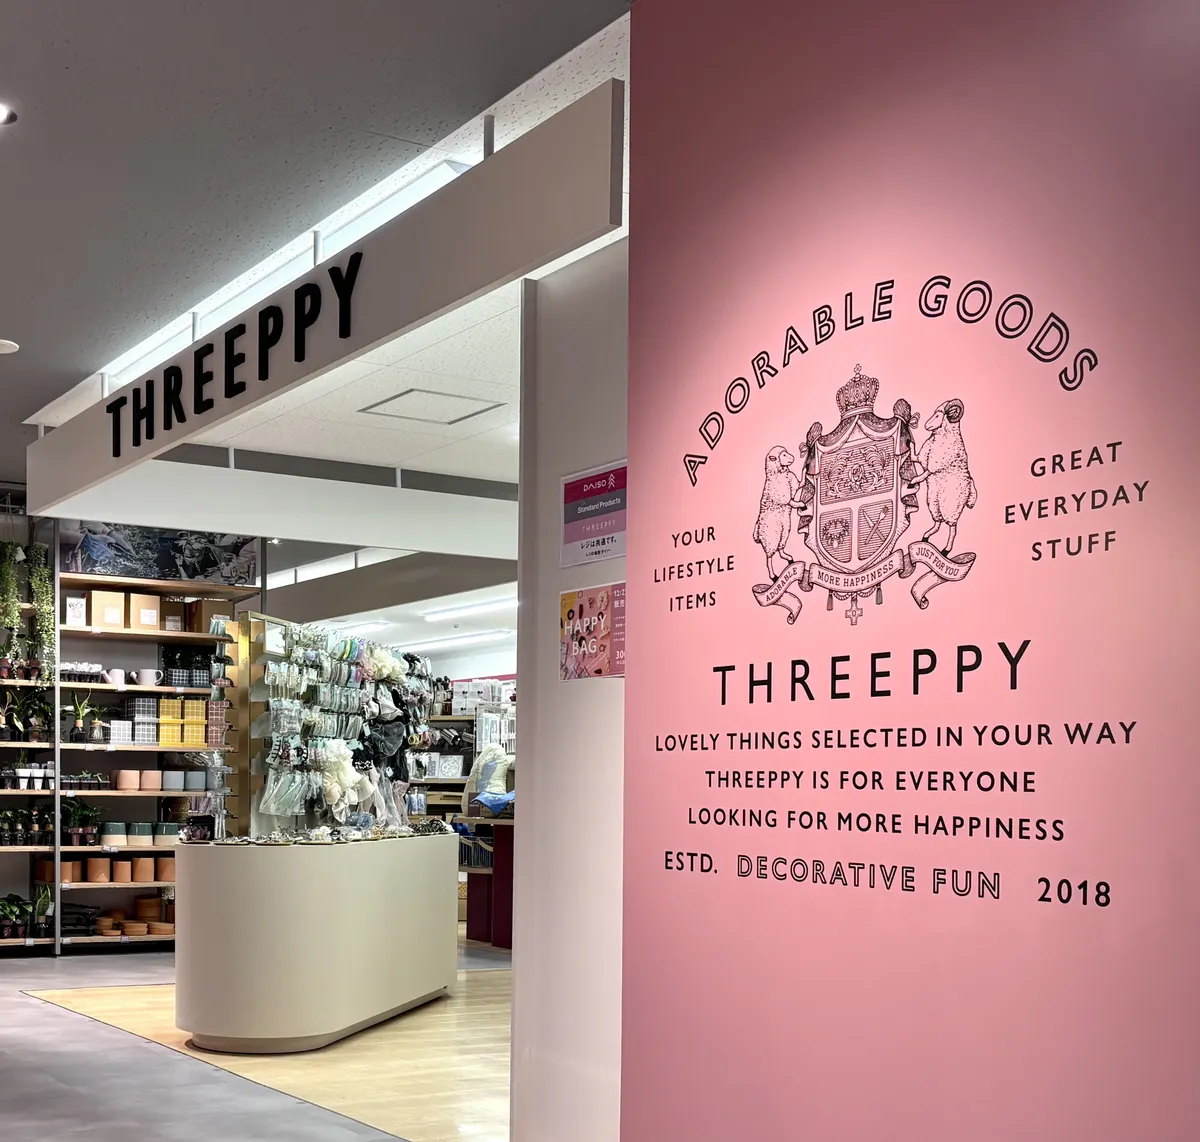 THREEPPY
DAISO
Standard Products
THREEPPY
レジは共通です。
HAPPY
BAG
ADORABLE GOODS
YOUR
LIFESTYLE
ITEMS
GREAT
EVERYDAY
STUFF
ADORABLE
MORE HAPPINESS
JUST FOR YOU
THREEPPY
LOVELY THINGS SELECTED IN YOUR WAY
THREEPPY IS FOR EVERYONE
LOOKING FOR MORE HAPPINESS
ESTD. DECORATIVE FUN 2018